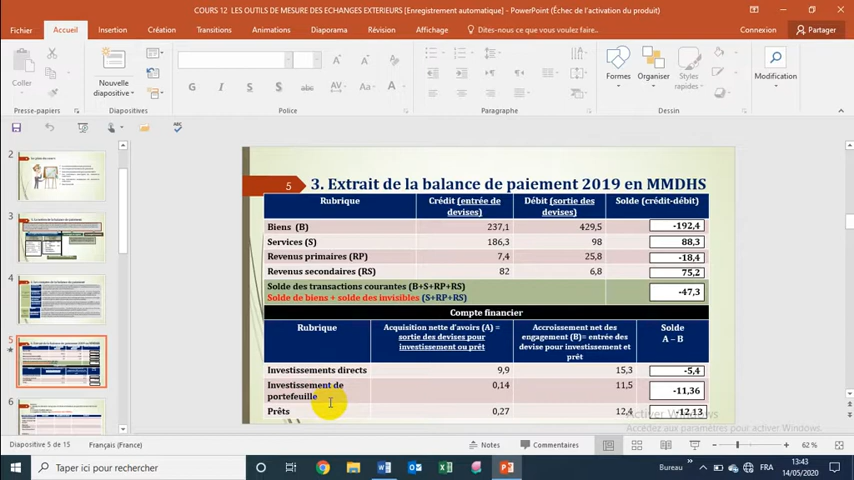 COURS 12 LES OUTILS DE MESURE DES ECHANGES EXTERIEURS [Enregistrement automatique] - PowerPoint (Échec de l'activation du produit)
Fichier Accueil Insertion Création Transitions Animations Diaporama Révision Affichage Dites-nous ce que vous voulez faire. Connexion Partager
Coller
Nouvelle diapositive
Formes Organiser Styles rapides Modification
Presse-papiers Diapositives Police Paragraphe Dessin
2
3
4
5
6
5 3. Extrait de la balance de paiement 2019 en MMDHS
Rubrique Crédit (entrée de devises) Débit (sortie des devises) Solde (crédit-débit)
Biens (B) 237,1 429,5 -192,4
Services (S) 186,3 98 88,3
Revenus primaires (RP) 7,4 25,8 -18,4
Revenus secondaires (RS) 82 6,8 75,2
Solde des transactions courantes (B+S+RP+RS)
Solde de biens + solde des invisibles (S+RP+RS) -47,3
Compte financier
Rubrique Acquisition nette d'avoirs (A) = sortie des devises pour investissement ou prêt Accroissement net des engagement (B)= entrée des devise pour investissement et prêt Solde A – B
Investissements directs 9,9 15,3 -5,4
Investissement de portefeuille 0,14 11,5 -11,36
Prêts 0,27 12,4 -12,13
Activer Windows
Accédez aux paramètres pour activer Windows.
Diapositive 5 de 15 Français (France) Notes Commentaires 62 %
Taper ici pour rechercher Bureau FRA 13:43
14/05/2020